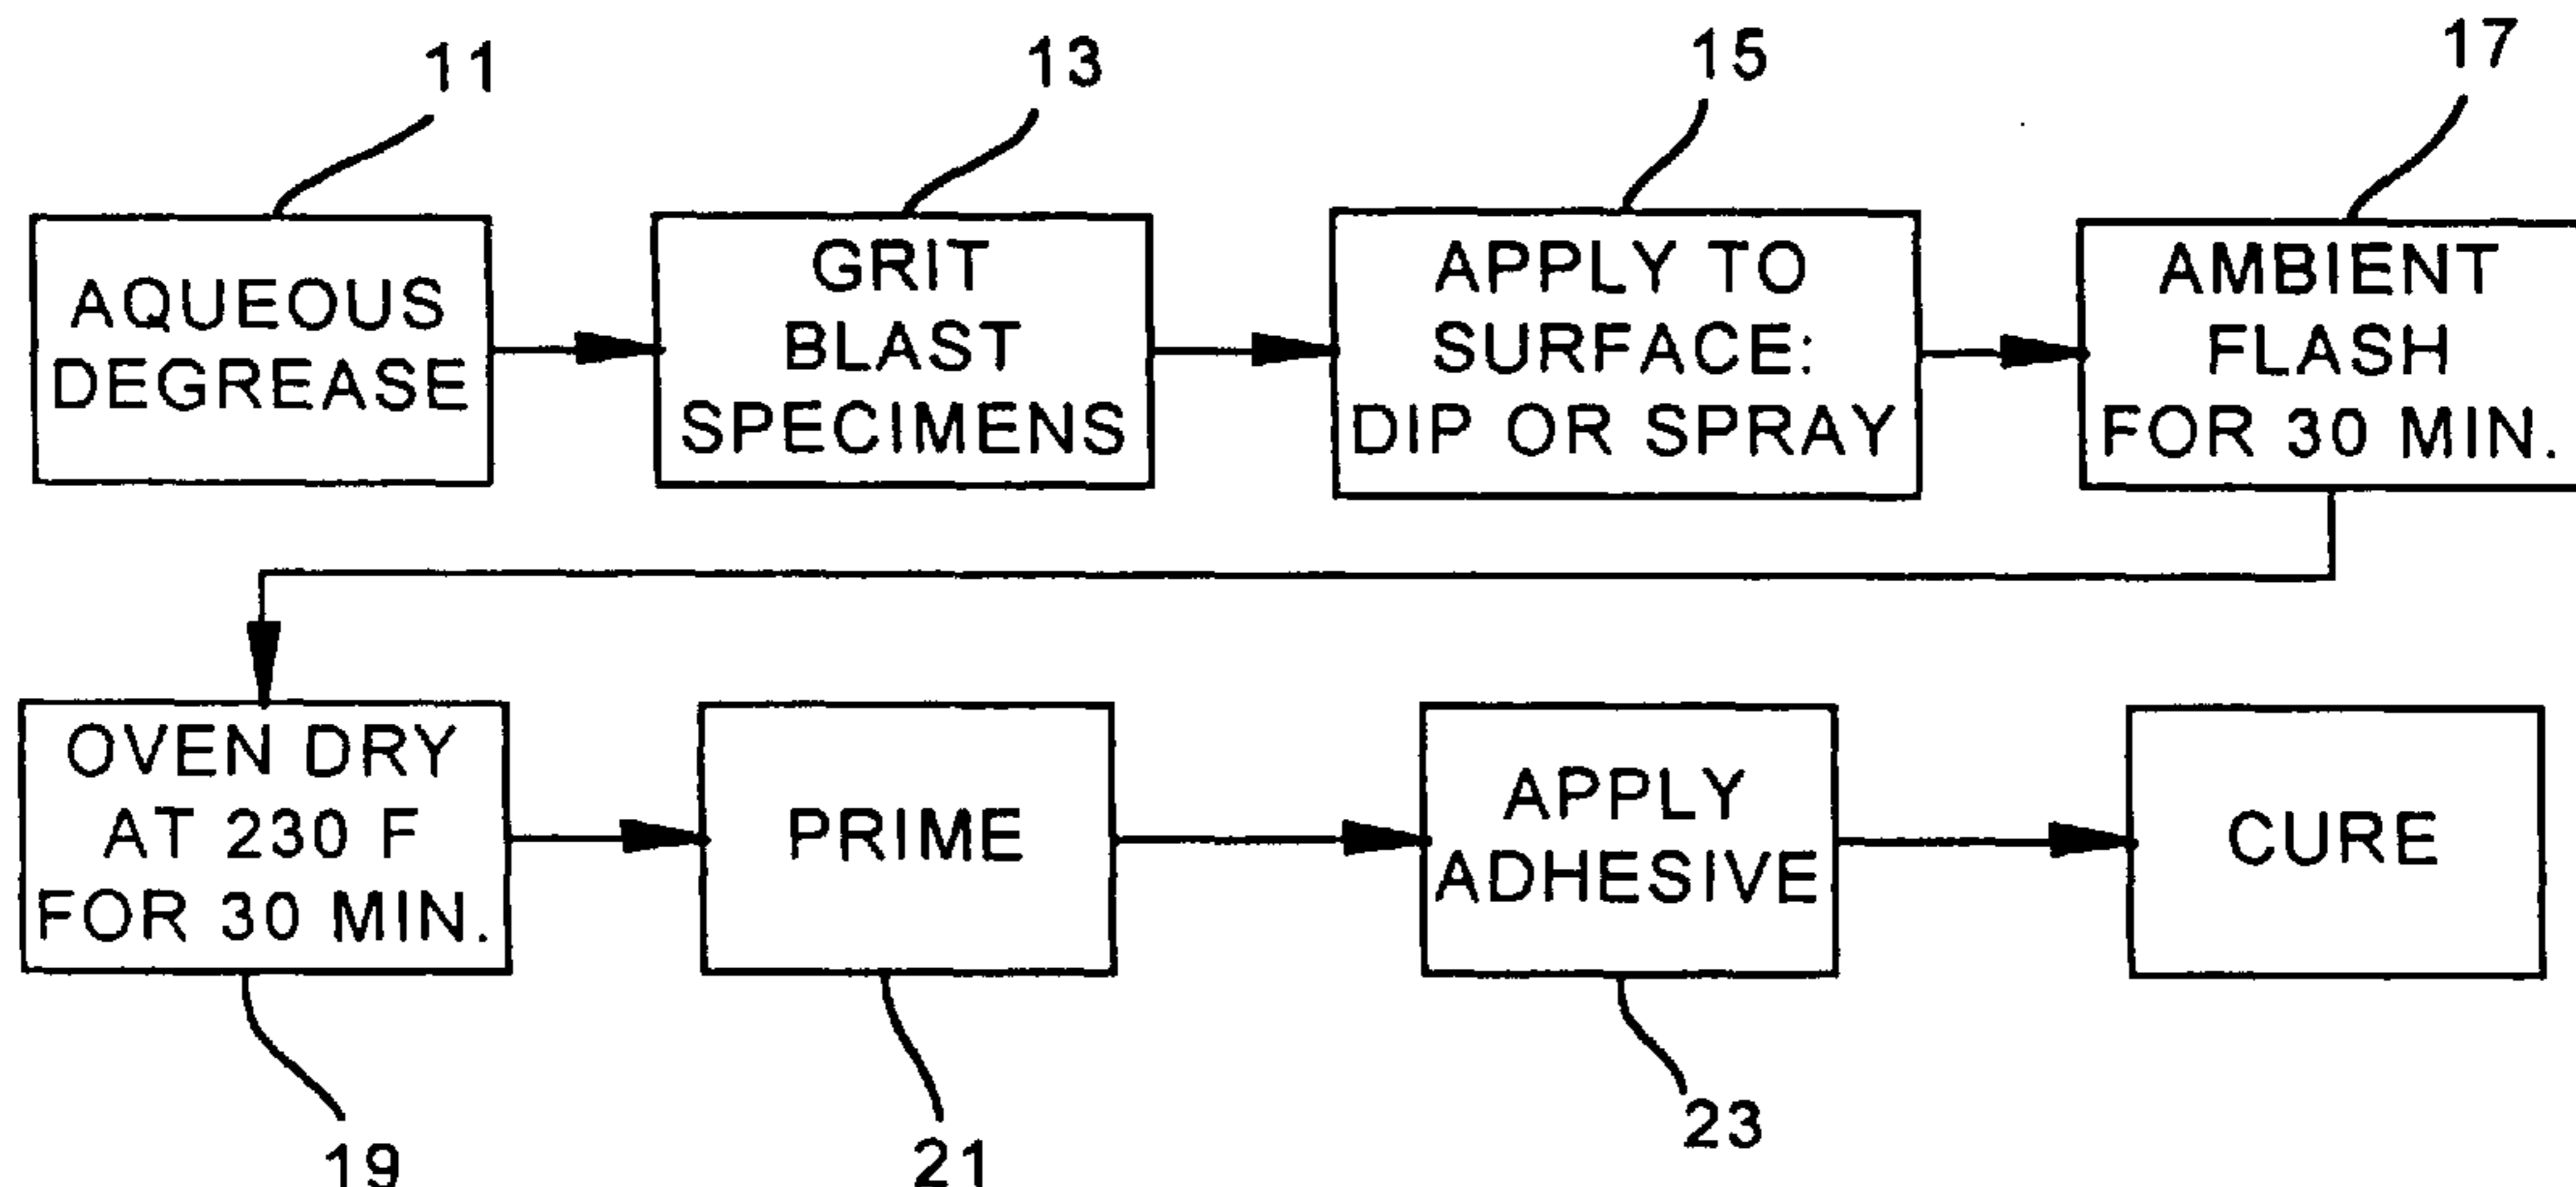 11
13
15
17
AQUEOUS
DEGREASE
GRIT
BLAST
SPECIMENS
APPLY TO
SURFACE:
DIP OR SPRAY
AMBIENT
FLASH
FOR 30 MIN.
OVEN DRY
AT 230 F
FOR 30 MIN.
PRIME
APPLY
ADHESIVE
CURE
19
21
23